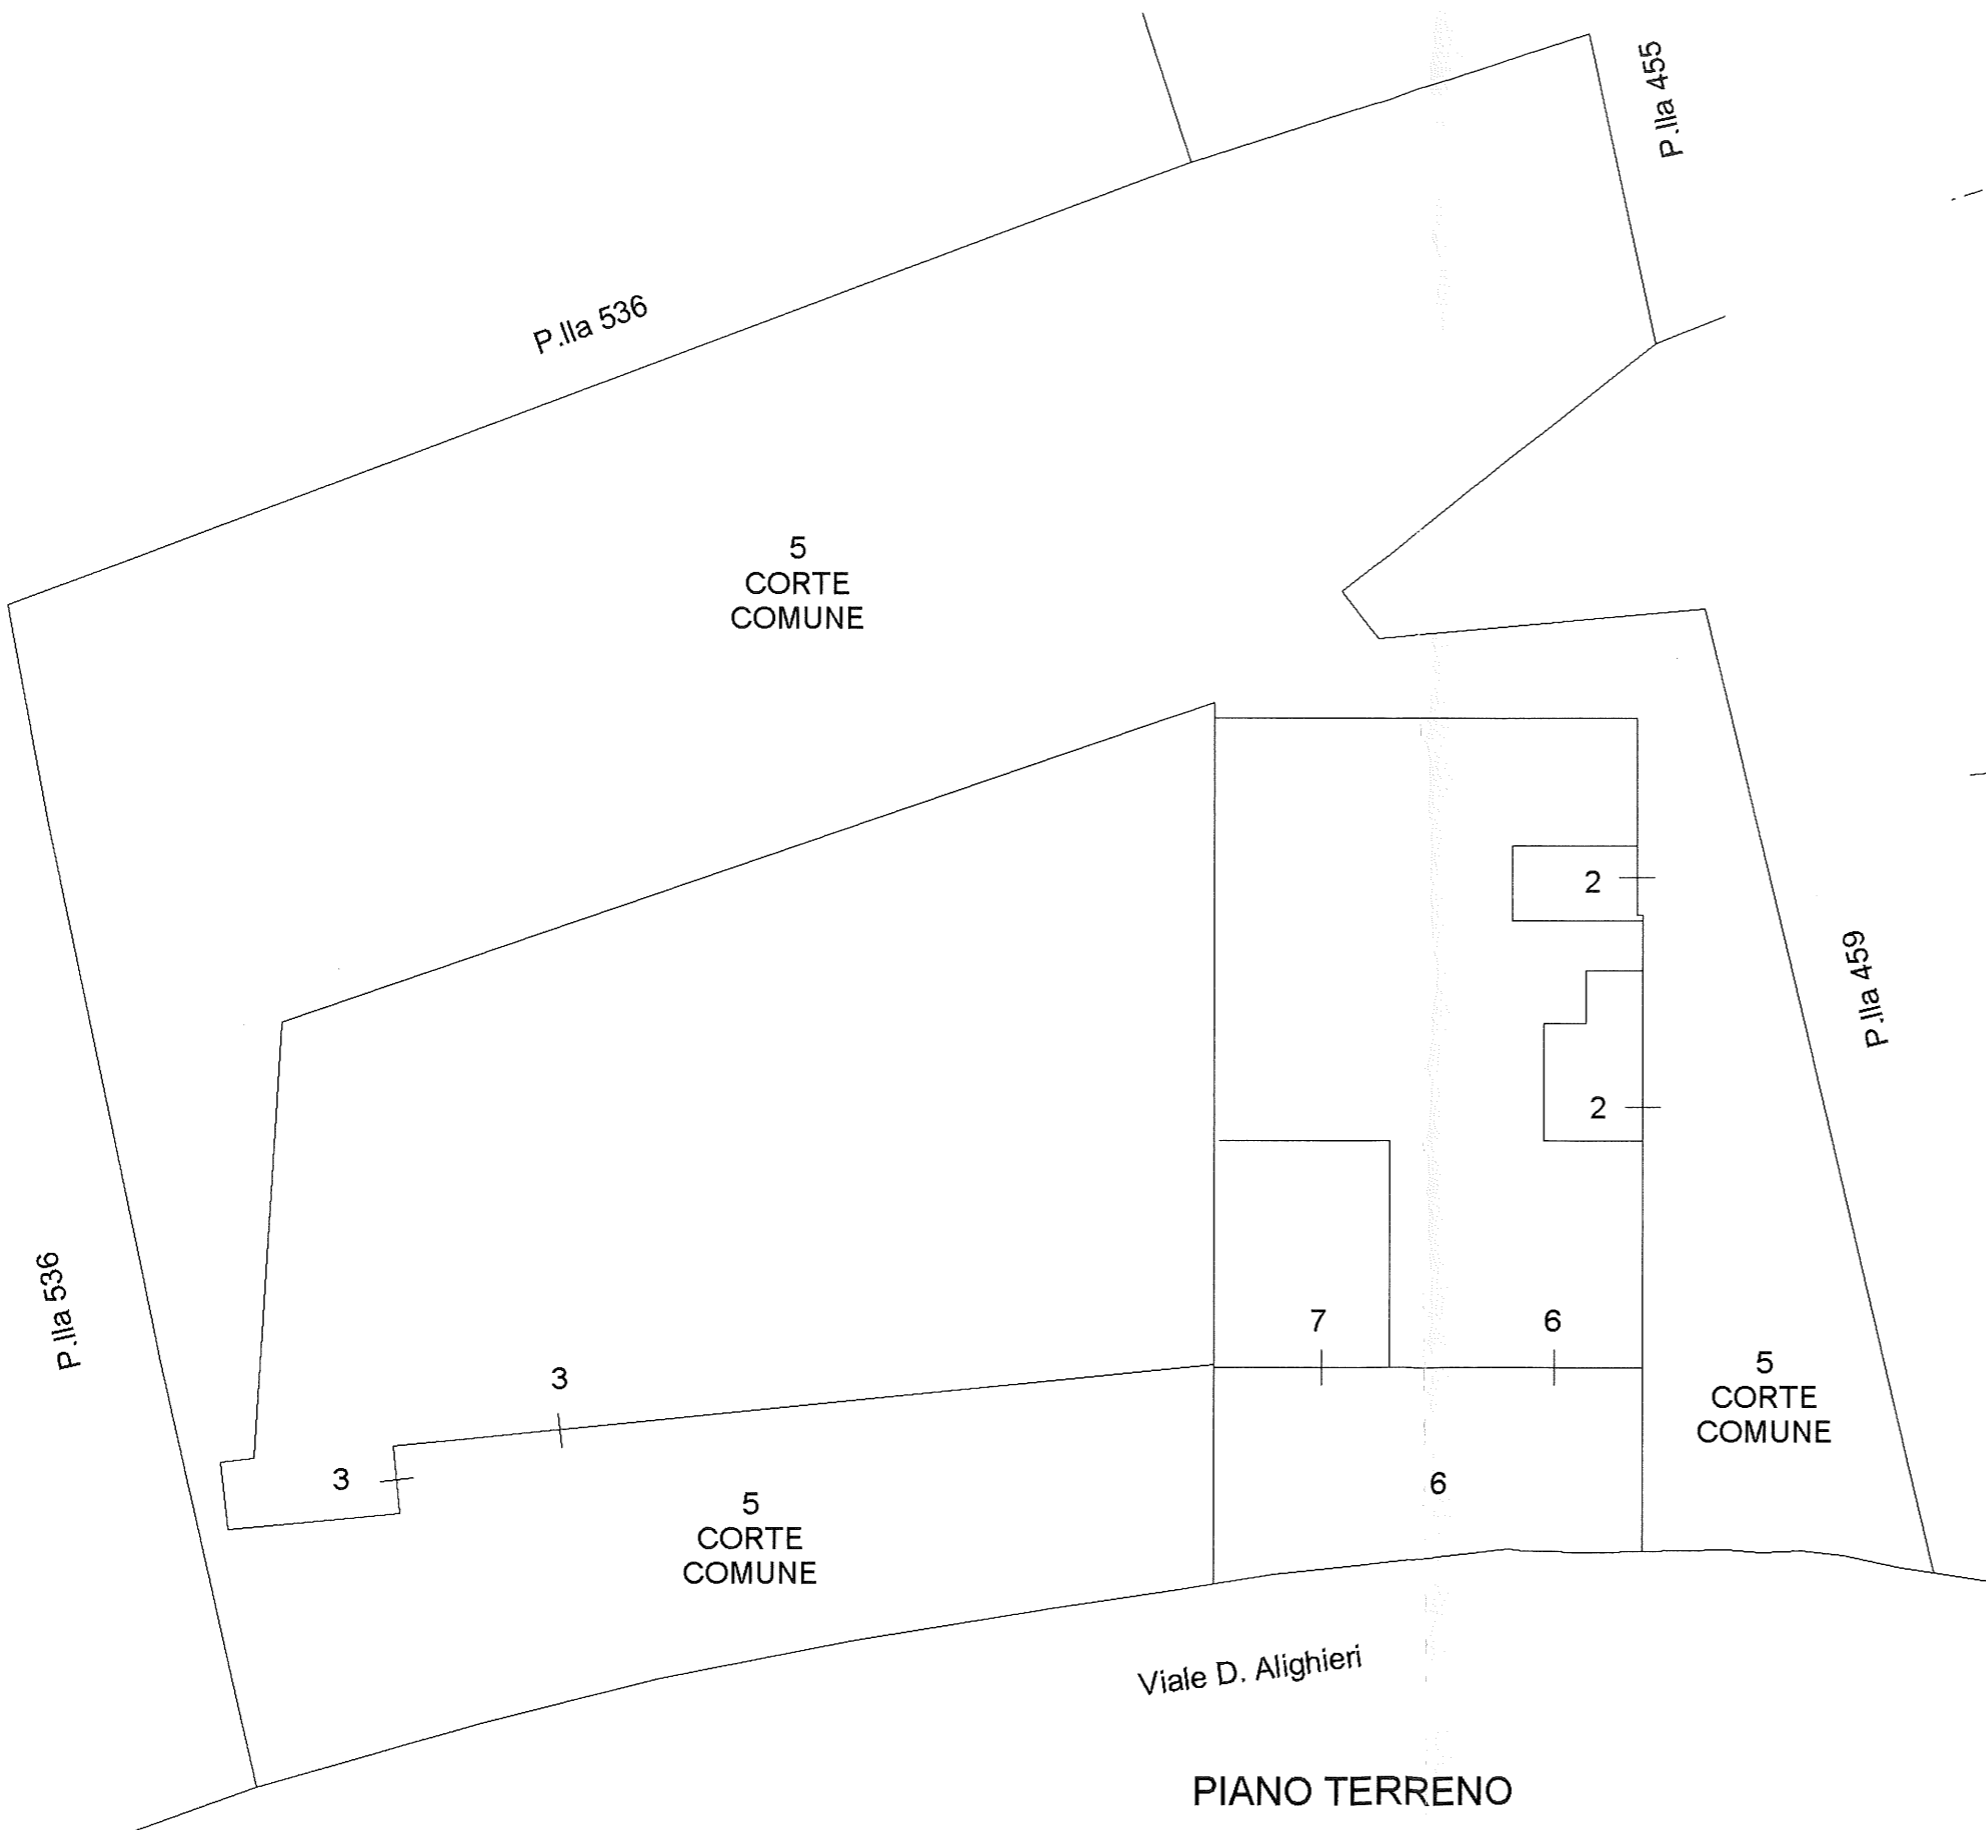 P.lla 455
P.lla 536
5
CORTE
COMUNE
2
P.lla 459
2
P.lla 536
7
6
3
5
CORTE
COMUNE
3
6
5
CORTE
COMUNE
Viale D. Alighieri
PIANO TERRENO